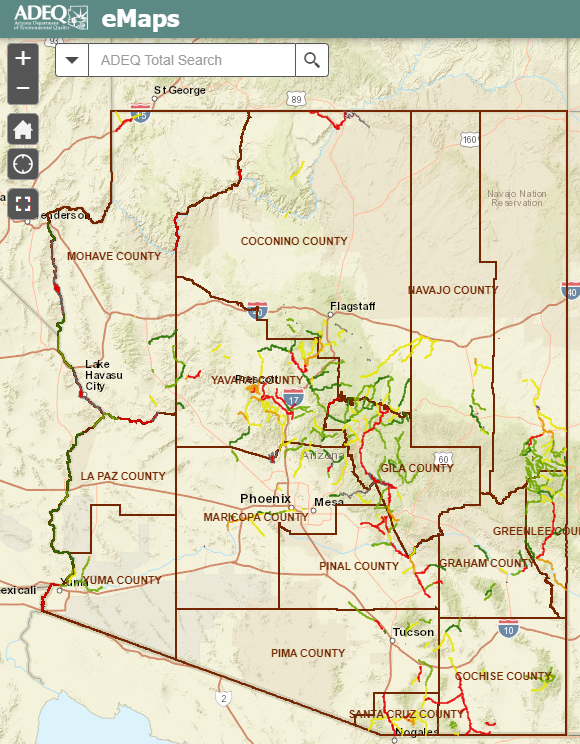 ADEQ
Arizona Department
of Environmental Quality
eMaps
93
+
ADEQ Total Search
−
St George
15
89
160
Navajo Nation
Reservation
enderson
COCONINO COUNTY
MOHAVE COUNTY
NAVAJO COUNTY
40
40
Flagstaff
Lake
Havasu
City
YAVAPAI COUNTY
Prescott
17
Arizona
60
GILA COUNTY
LA PAZ COUNTY
Phoenix
Mesa
MARICOPA COUNTY
GREENLEE COU
PINAL COUNTY
GRAHAM COUNTY
exicali
Yuma
YUMA COUNTY
10
Tucson
PIMA COUNTY
COCHISE COUNTY
2
SANTA CRUZ COUNTY
Nogales